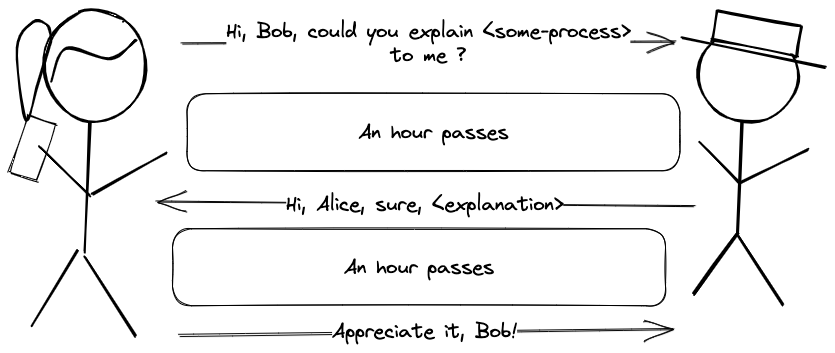 Hi, Bob, could you explain <some-process>
to me ?
An hour passes
Hi, Alice, sure, <explanation>
An hour passes
Appreciate it, Bob!